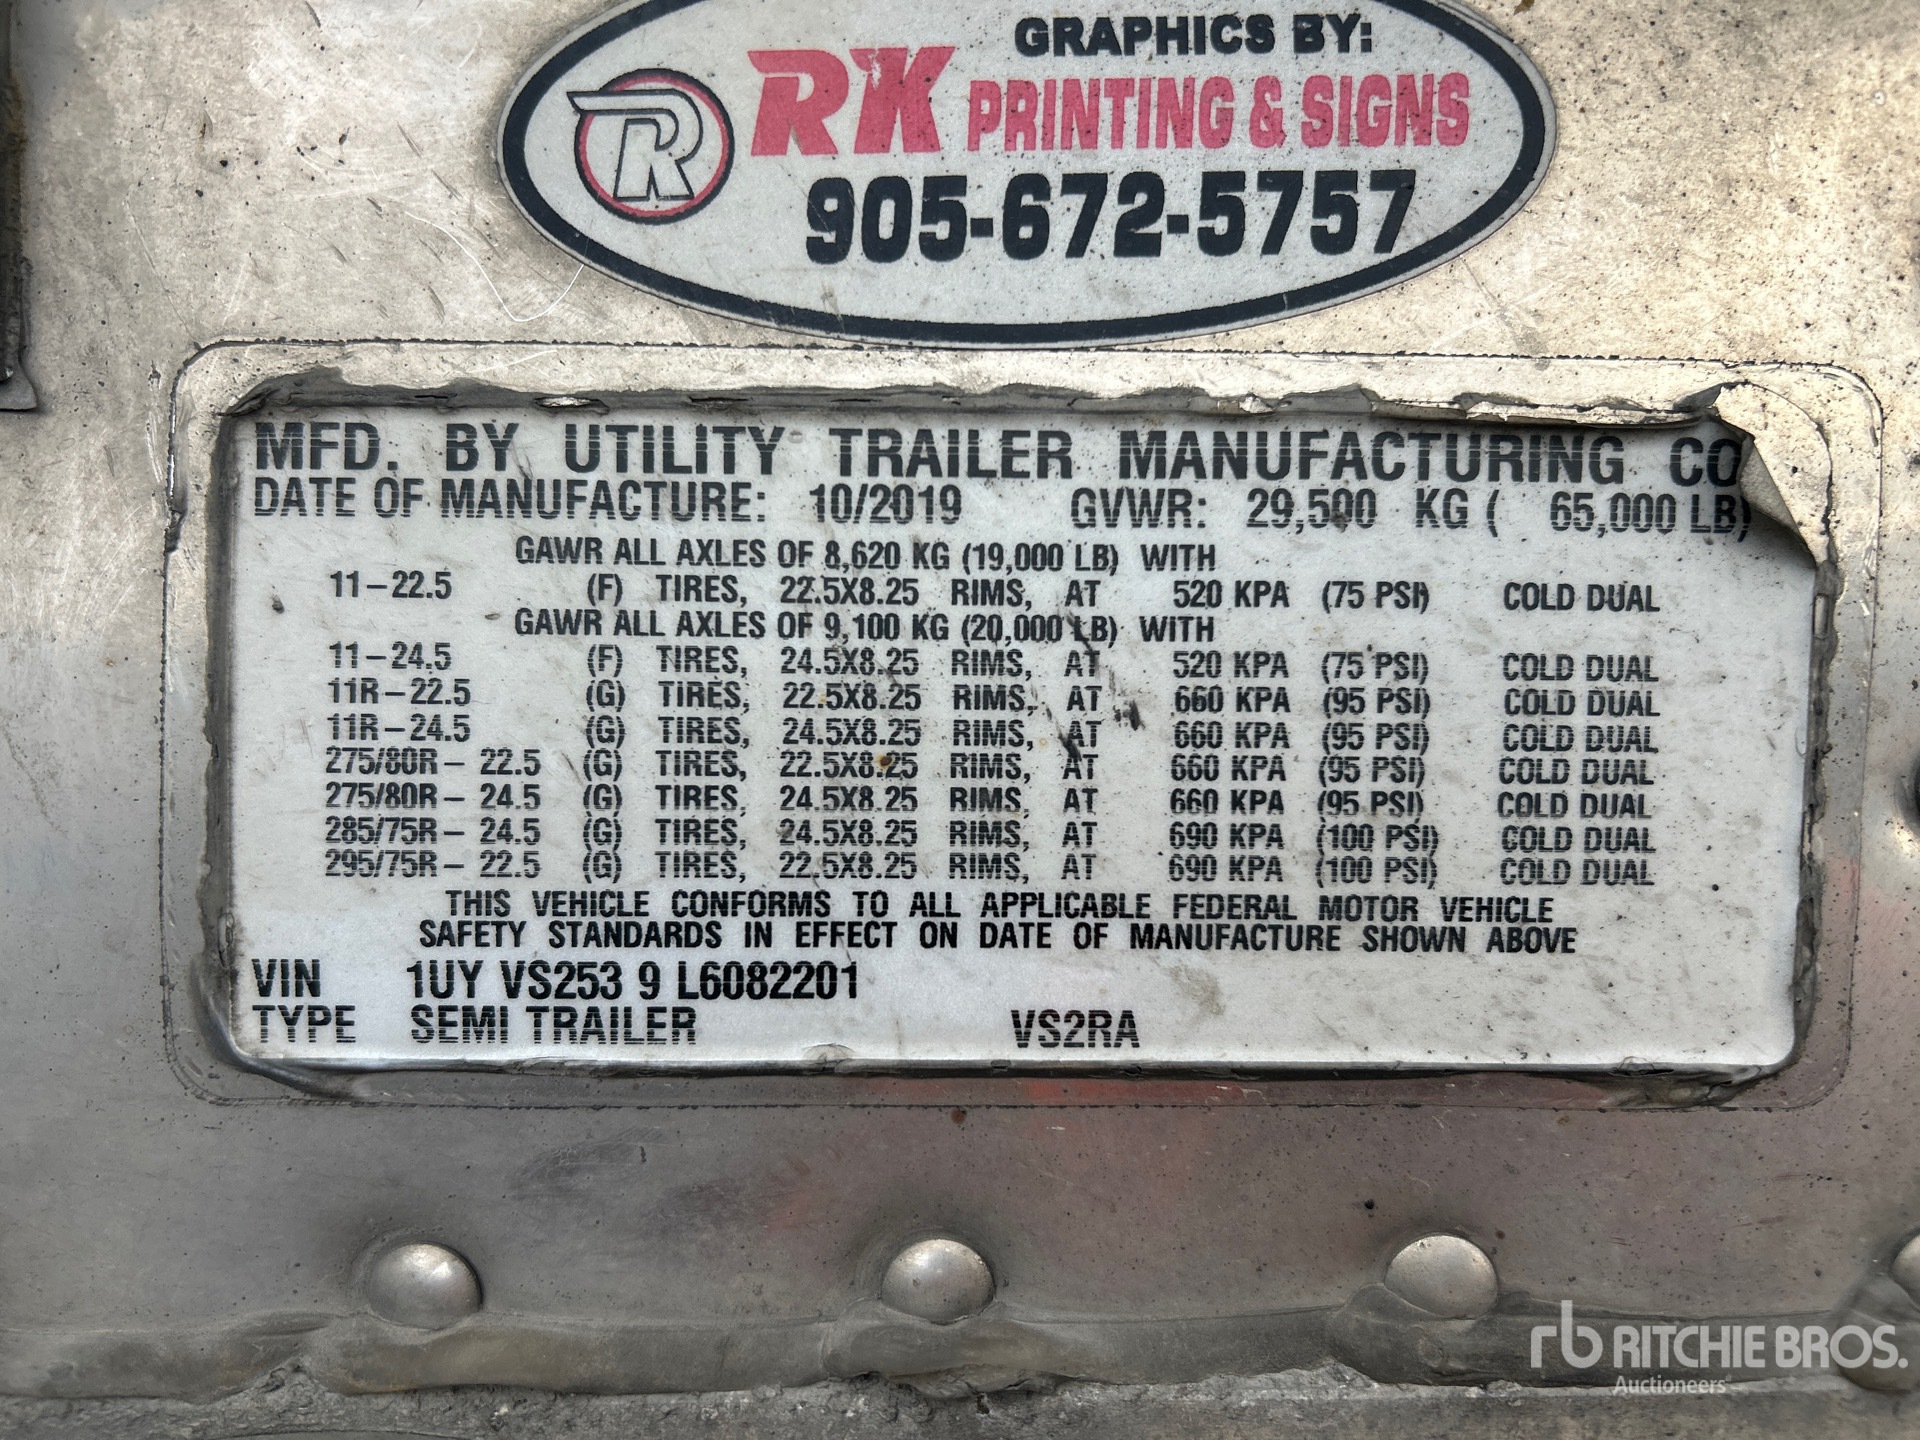 GRAPHICS BY:
R RK PRINTING & SIGNS
905-672-5757
MFD. BY UTILITY TRAILER MANUFACTURING CO
DATE OF MANUFACTURE: 10/2019 GVWR: 29,500 KG ( 65,000 LB)
GAWR ALL AXLES OF 8,620 KG (19,000 LB) WITH
11-22.5 (F) TIRES, 22.5X8.25 RIMS, AT 520 KPA (75 PSI) COLD DUAL
GAWR ALL AXLES OF 9,100 KG (20,000 LB) WITH
11-24.5 (F) TIRES, 24.5X8.25 RIMS, AT 520 KPA (75 PSI) COLD DUAL
11R-22.5 (G) TIRES, 22.5X8.25 RIMS, AT 660 KPA (95 PSI) COLD DUAL
11R-24.5 (G) TIRES, 24.5X8.25 RIMS, AT 660 KPA (95 PSI) COLD DUAL
275/80R- 22.5 (G) TIRES, 22.5X8.25 RIMS, AT 660 KPA (95 PSI) COLD DUAL
275/80R- 24.5 (G) TIRES, 24.5X8.25 RIMS, AT 660 KPA (95 PSI) COLD DUAL
285/75R- 24.5 (G) TIRES, 24.5X8.25 RIMS, AT 690 KPA (100 PSI) COLD DUAL
295/75R- 22.5 (G) TIRES, 22.5X8.25 RIMS, AT 690 KPA (100 PSI) COLD DUAL
THIS VEHICLE CONFORMS TO ALL APPLICABLE FEDERAL MOTOR VEHICLE
SAFETY STANDARDS IN EFFECT ON DATE OF MANUFACTURE SHOWN ABOVE
VIN 1UY VS253 9 L6082201
TYPE SEMI TRAILER VS2RA
rb RITCHIE BROS.
Auctioneers